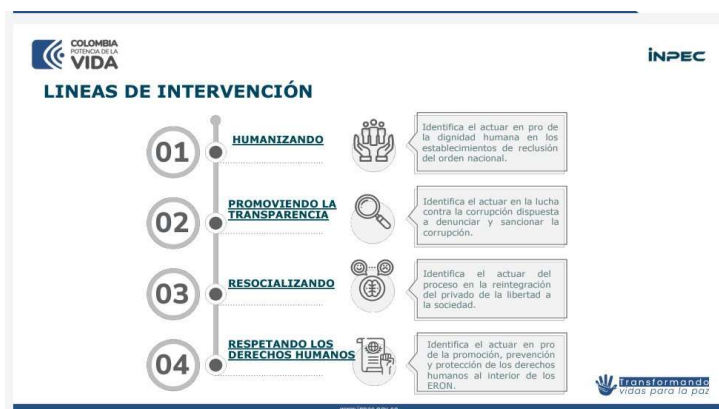 COLOMBIA
POTENCIA DE LA
VIDA
INPEC
LINEAS DE INTERVENCIÓN
01
HUMANIZANDO
Identifica el actuar en pro de
la dignidad humana en los
establecimientos de reclusión
del orden nacional.
02
PROMOVIENDO LA
TRANSPARENCIA
Identifica el actuar en la lucha
contra la corrupción dispuesta
a denunciar y sancionar la
corrupción.
03
RESOCIALIZANDO
Identifica el actuar del
proceso en la reintegración
del privado de la libertad a
la sociedad.
04
RESPETANDO LOS
DERECHOS HUMANOS
Identifica el actuar en pro
de la promoción, prevención
y protección de los derechos
humanos al interior de los
ERON.
Transformando
vidas para la paz